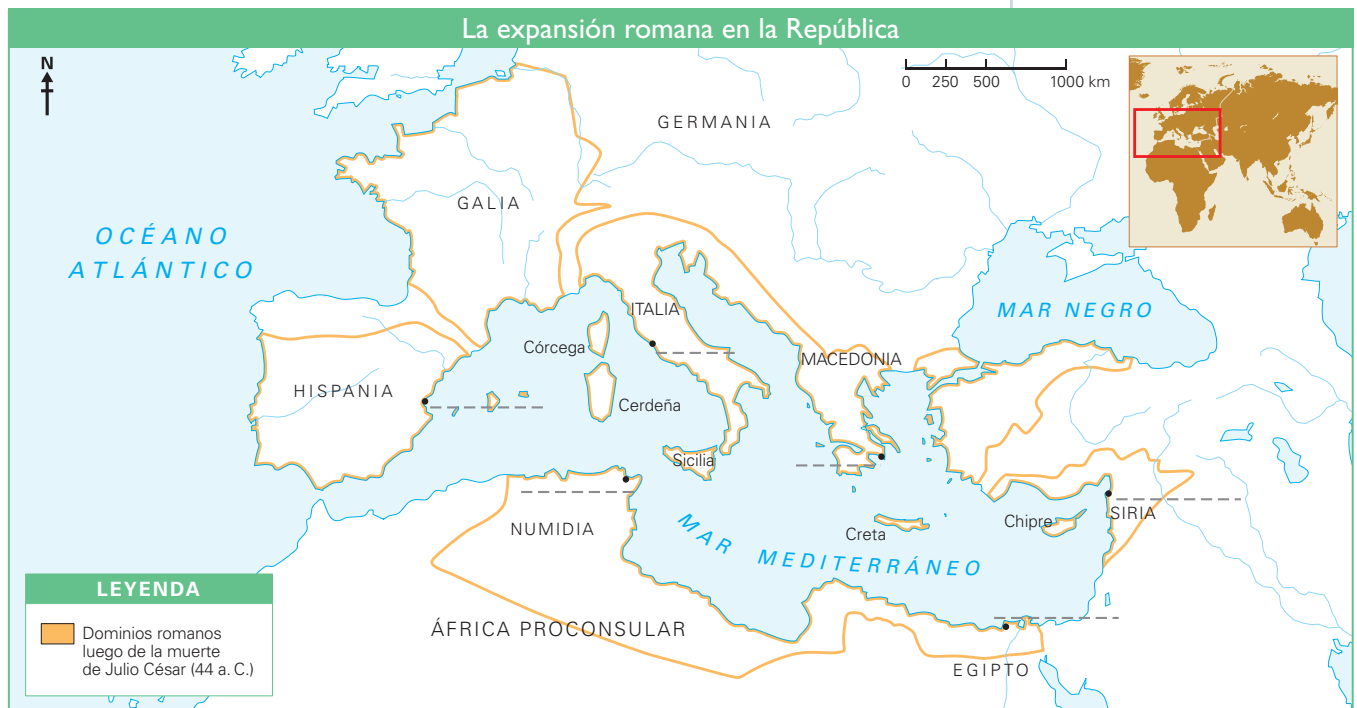 La expansión romana en la República
N
0 250 500 1000 km
GERMANIA
GALIA
OCÉANO
ATLÁNTICO
MAR NEGRO
ITALIA
Córcega
MACEDONIA
HISPANIA
Cerdeña
Sicilia
NUMIDIA
MAR MEDITERRÁNEO
Creta
Chipre
SIRIA
ÁFRICA PROCONSULAR
EGIPTO
LEYENDA
Dominios romanos
luego de la muerte
de Julio César (44 a. C.)